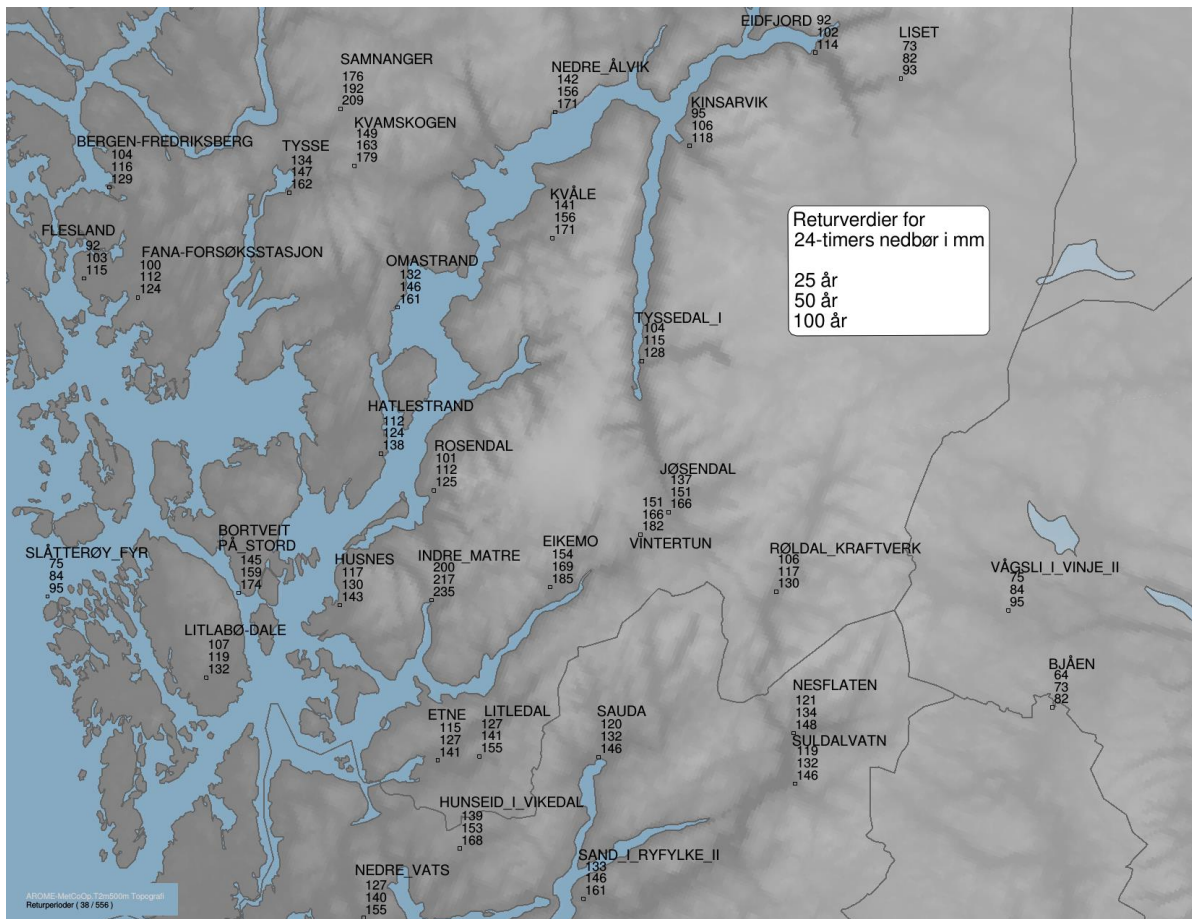 EIDFJORD 92
102
114
LISET
73
82
93
SAMNANGER
176
192
209
NEDRE_ÅLVIK
142
156
171
KINSARVIK
95
106
118
KVAMSKOGEN
149
163
179
BERGEN-FREDRIKSBERG
104
116
129
TYSSE
134
147
162
KVÅLE
141
156
171
Returverdier for
24-timers nedbør i mm
25 år
50 år
100 år
FLESLAND
92
103
115
FANA-FORSØKSSTASJON
100
112
124
OMASTRAND
132
146
161
TYSSEDAL_I
104
115
128
HATLESTRAND
112
124
138
ROSENDAL
101
112
125
JØSENDAL
137
151
166
151
166
182
VINTERTUN
SLÅTTERØY_FYR
75
84
95
BORTVEIT
PÅ_STORD
145
159
174
HUSNES
117
130
143
INDRE_MATRE
200
217
235
EIKEMO
154
169
185
RØLDAL_KRAFTVERK
106
117
130
VÅGSLI_I_VINJE_II
75
84
95
LITLABØ-DALE
107
119
132
BJÅEN
64
73
82
NESFLATEN
121
134
148
ETNE
115
127
141
LITLEDAL
127
141
155
SAUDA
120
132
146
SULDALVATN
119
132
146
HUNSEID_I_VIKEDAL
139
153
168
SAND_I_RYFYLKE_II
133
146
161
NEDRE_VATS
127
140
155
AROME-MetCoOp.T2m500m Topografi
Returperioder ( 38 / 556 )